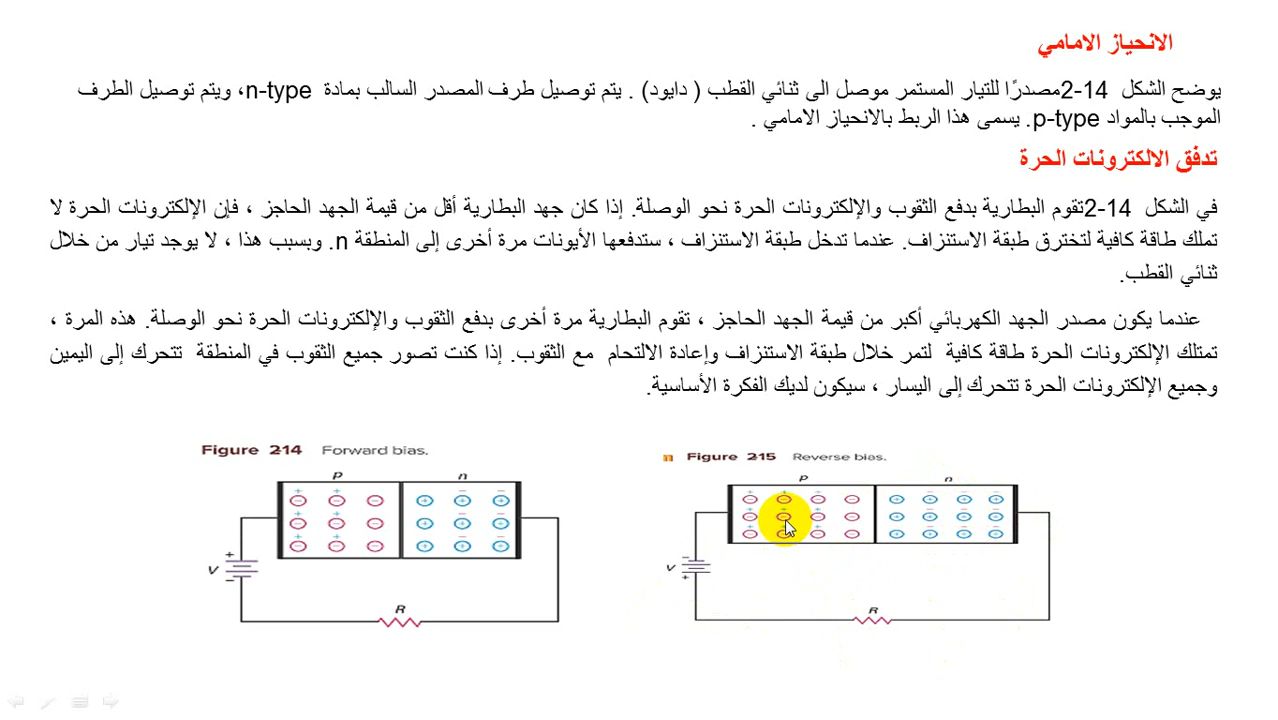 الانحياز الامامي
يوضح الشكل 14-2مصدرًا للتيار المستمر موصل الى ثنائي القطب ( دايود) . يتم توصيل طرف المصدر السالب بمادة n-type، ويتم توصيل الطرف
الموجب بالمواد p-type. يسمى هذا الربط بالانحياز الامامي .
تدفق الالكترونات الحرة
في الشكل 14-2تقوم البطارية بدفع الثقوب والإلكترونات الحرة نحو الوصلة. إذا كان جهد البطارية أقل من قيمة الجهد الحاجز ، فإن الإلكترونات الحرة لا
تملك طاقة كافية لتخترق طبقة الاستنزاف. عندما تدخل طبقة الاستنزاف ، ستدفعها الأيونات مرة أخرى إلى المنطقة n. وبسبب هذا ، لا يوجد تيار من خلال
ثنائي القطب.
عندما يكون مصدر الجهد الكهربائي أكبر من قيمة الجهد الحاجز ، تقوم البطارية مرة أخرى بدفع الثقوب والإلكترونات الحرة نحو الوصلة. هذه المرة ،
تمتلك الإلكترونات الحرة طاقة كافية لتمر خلال طبقة الاستنزاف وإعادة الالتحام مع الثقوب. إذا كنت تصور جميع الثقوب في المنطقة تتحرك إلى اليمين
وجميع الإلكترونات الحرة تتحرك إلى اليسار ، سيكون لديك الفكرة الأساسية.
Figure 214 Forward bias.
p n
V
R
n Figure 215 Reverse bias.
p n
V
R